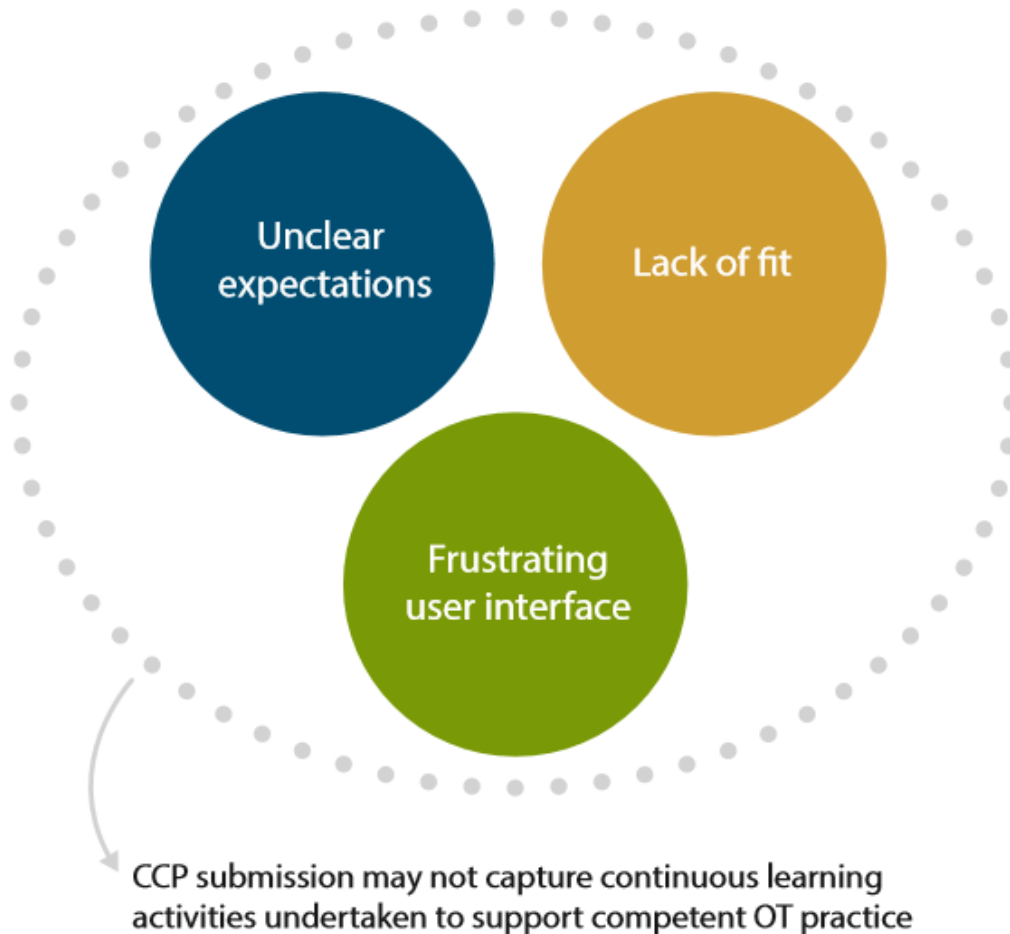 Unclear
expectations
Lack of fit
Frustrating
user interface
CCP submission may not capture continuous learning
activities undertaken to support competent OT practice